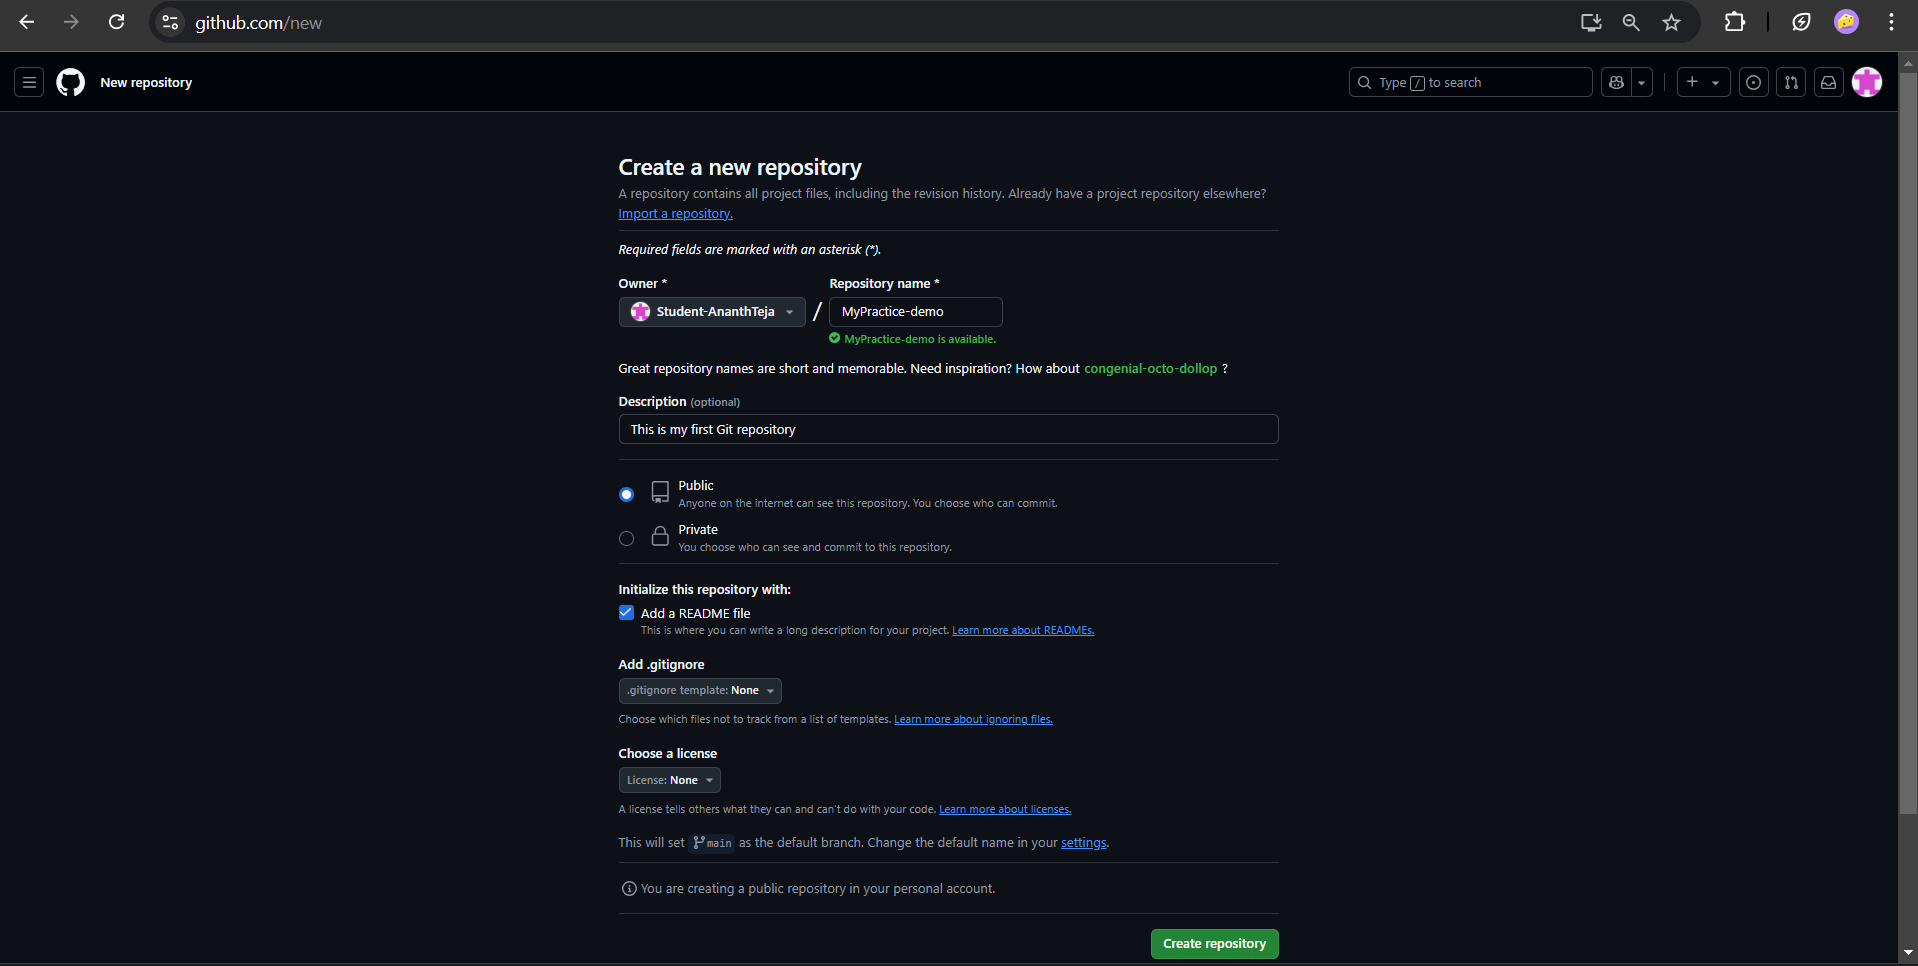 github.com/new
New repository
Type / to search
Create a new repository
A repository contains all project files, including the revision history. Already have a project repository elsewhere?
Import a repository.
Required fields are marked with an asterisk (*).
Owner * Repository name *
Student-AnanthTeja / MyPractice-demo
MyPractice-demo is available.
Great repository names are short and memorable. Need inspiration? How about congenial-octo-dollop ?
Description (optional)
This is my first Git repository
Public
Anyone on the internet can see this repository. You choose who can commit.
Private
You choose who can see and commit to this repository.
Initialize this repository with:
Add a README file
This is where you can write a long description for your project. Learn more about READMEs.
Add .gitignore
.gitignore template: None
Choose which files not to track from a list of templates. Learn more about ignoring files.
Choose a license
License: None
A license tells others what they can and can't do with your code. Learn more about licenses.
This will set main as the default branch. Change the default name in your settings.
You are creating a public repository in your personal account.
Create repository